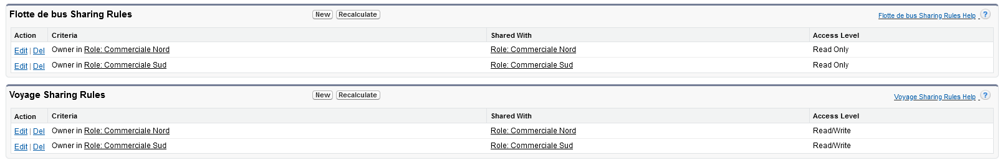 Flotte de bus Sharing Rules New Recalculate Flotte de bus Sharing Rules Help ?
Action Criteria Shared With Access Level
Edit | Del Owner in Role: Commerciale Nord Role: Commerciale Nord Read Only
Edit | Del Owner in Role: Commerciale Sud Role: Commerciale Sud Read Only
Voyage Sharing Rules New Recalculate Voyage Sharing Rules Help ?
Action Criteria Shared With Access Level
Edit | Del Owner in Role: Commerciale Nord Role: Commerciale Nord Read/Write
Edit | Del Owner in Role: Commerciale Sud Role: Commerciale Sud Read/Write